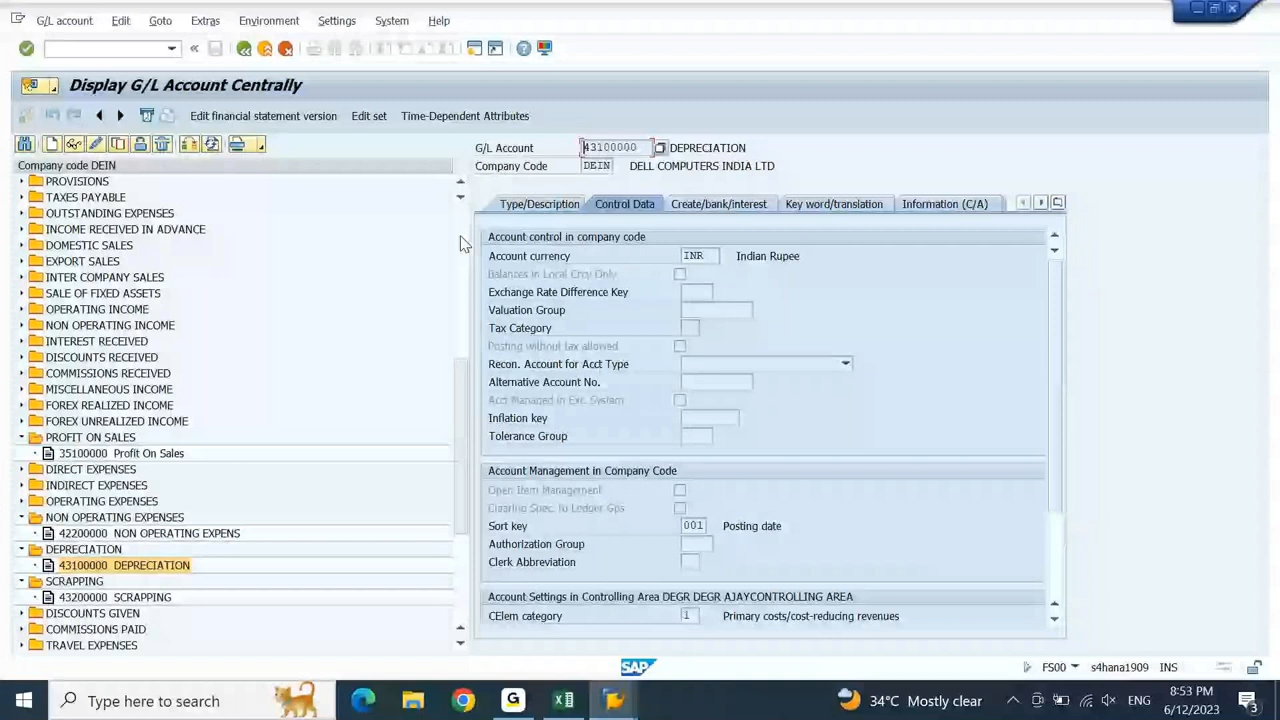 G/L account Edit Goto Extras Environment Settings System Help
Display G/L Account Centrally
Edit financial statement version Edit set Time-Dependent Attributes
Company code DEIN
PROVISIONS
TAXES PAYABLE
OUTSTANDING EXPENSES
INCOME RECEIVED IN ADVANCE
DOMESTIC SALES
EXPORT SALES
INTER COMPANY SALES
SALE OF FIXED ASSETS
OPERATING INCOME
NON OPERATING INCOME
INTEREST RECEIVED
DISCOUNTS RECEIVED
COMMISSIONS RECEIVED
MISCELLANEOUS INCOME
FOREX REALIZED INCOME
FOREX UNREALIZED INCOME
PROFIT ON SALES
35100000 Profit On Sales
DIRECT EXPENSES
INDIRECT EXPENSES
OPERATING EXPENSES
NON OPERATING EXPENSES
42200000 NON OPERATING EXPENS
DEPRECIATION
43100000 DEPRECIATION
SCRAPPING
43200000 SCRAPPING
DISCOUNTS GIVEN
COMMISSIONS PAID
TRAVEL EXPENSES
G/L Account 43100000 DEPRECIATION
Company Code DEIN DELL COMPUTERS INDIA LTD
Type/Description Control Data Create/bank/interest Key word/translation Information (C/A)
Account control in company code
Account currency INR Indian Rupee
Balances in Local Crcy Only
Exchange Rate Difference Key
Valuation Group
Tax Category
Posting without tax allowed
Recon. Account for Acct Type
Alternative Account No.
Acct Managed in Ext. System
Inflation key
Tolerance Group
Account Management in Company Code
Open Item Management
Clearing Spec. to Ledger Gps
Sort key 001 Posting date
Authorization Group
Clerk Abbreviation
Account Settings in Controlling Area DEGR DEGR AJAYCONTROLLING AREA
CElem category 1 Primary costs/cost-reducing revenues
SAP
FS00 s4hana1909 INS
Type here to search
34°C Mostly clear
ENG
8:53 PM
6/12/2023
3